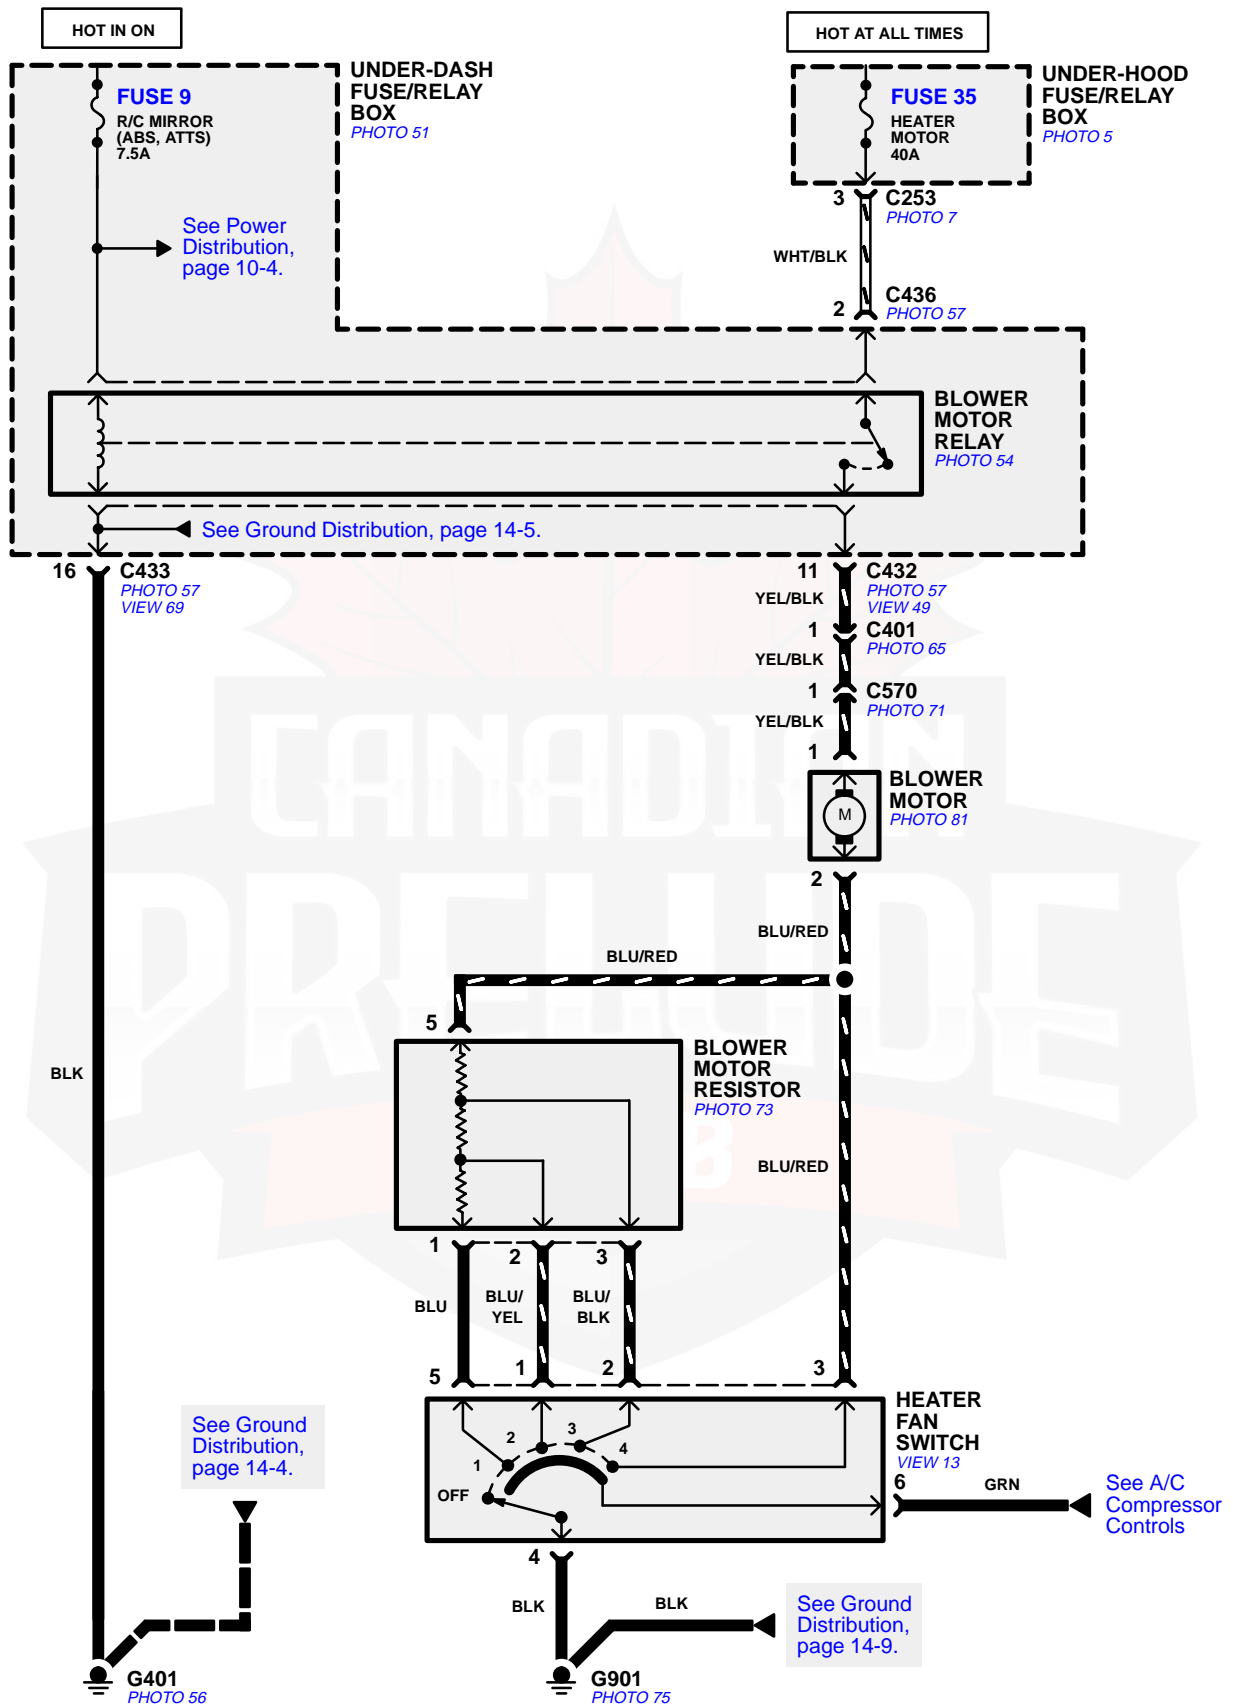 HOT IN ON
HOT AT ALL TIMES
UNDER-DASH
FUSE/RELAY
BOX
PHOTO 51
FUSE 9
R/C MIRROR
(ABS, ATTS)
7.5A
UNDER-HOOD
FUSE/RELAY
BOX
PHOTO 5
FUSE 35
HEATER
MOTOR
40A
3
C253
PHOTO 7
See Power
Distribution,
page 10-4.
WHT/BLK
2
C436
PHOTO 57
BLOWER
MOTOR
RELAY
PHOTO 54
See Ground Distribution, page 14-5.
16
C433
PHOTO 57
VIEW 69
11
C432
PHOTO 57
VIEW 49
YEL/BLK
1
C401
PHOTO 65
YEL/BLK
1
C570
PHOTO 71
YEL/BLK
1
BLOWER
MOTOR
PHOTO 81
M
2
BLU/RED
BLU/RED
5
BLOWER
MOTOR
RESISTOR
PHOTO 73
BLK
BLU/RED
1
2
3
BLU
BLU/
YEL
BLU/
BLK
5
1
2
3
HEATER
FAN
SWITCH
VIEW 13
OFF
1
2
3
4
6
GRN
See A/C
Compressor
Controls
See Ground
Distribution,
page 14-4.
4
BLK
BLK
See Ground
Distribution,
page 14-9.
G401
PHOTO 56
G901
PHOTO 75
CANADIAN
PRELUDE
B